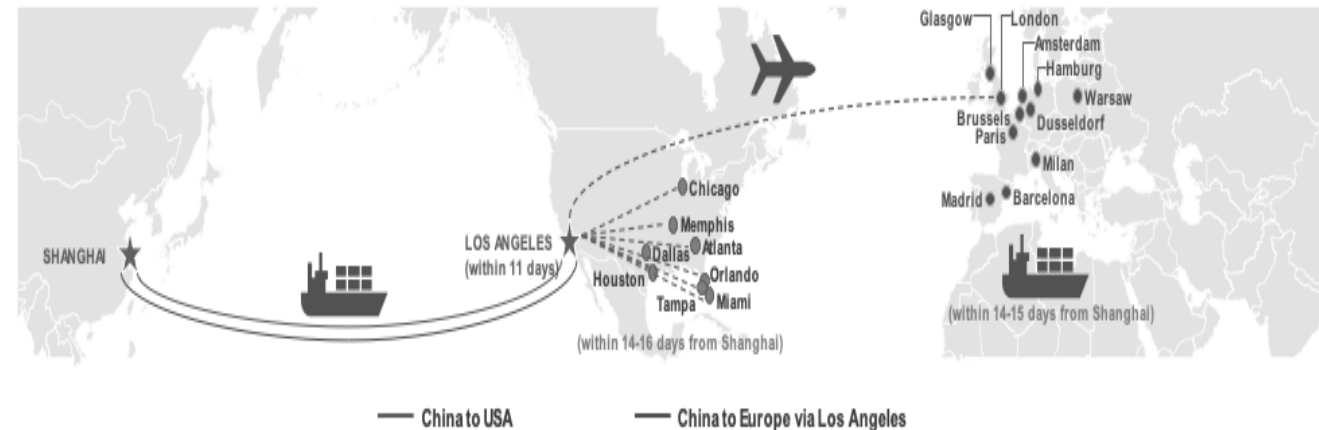 Glasgow
London
Amsterdam
Hamburg
Warsaw
Brussels
Dusseldorf
Paris
Milan
Madrid
Barcelona
Chicago
Memphis
SHANGHAI
LOS ANGELES
(within 11 days)
Atlanta
Dallas
Houston
Orlando
Tampa
Miami
(within 14-15 days from Shanghai)
(within 14-16 days from Shanghai)
China to USA
China to Europe via Los Angeles